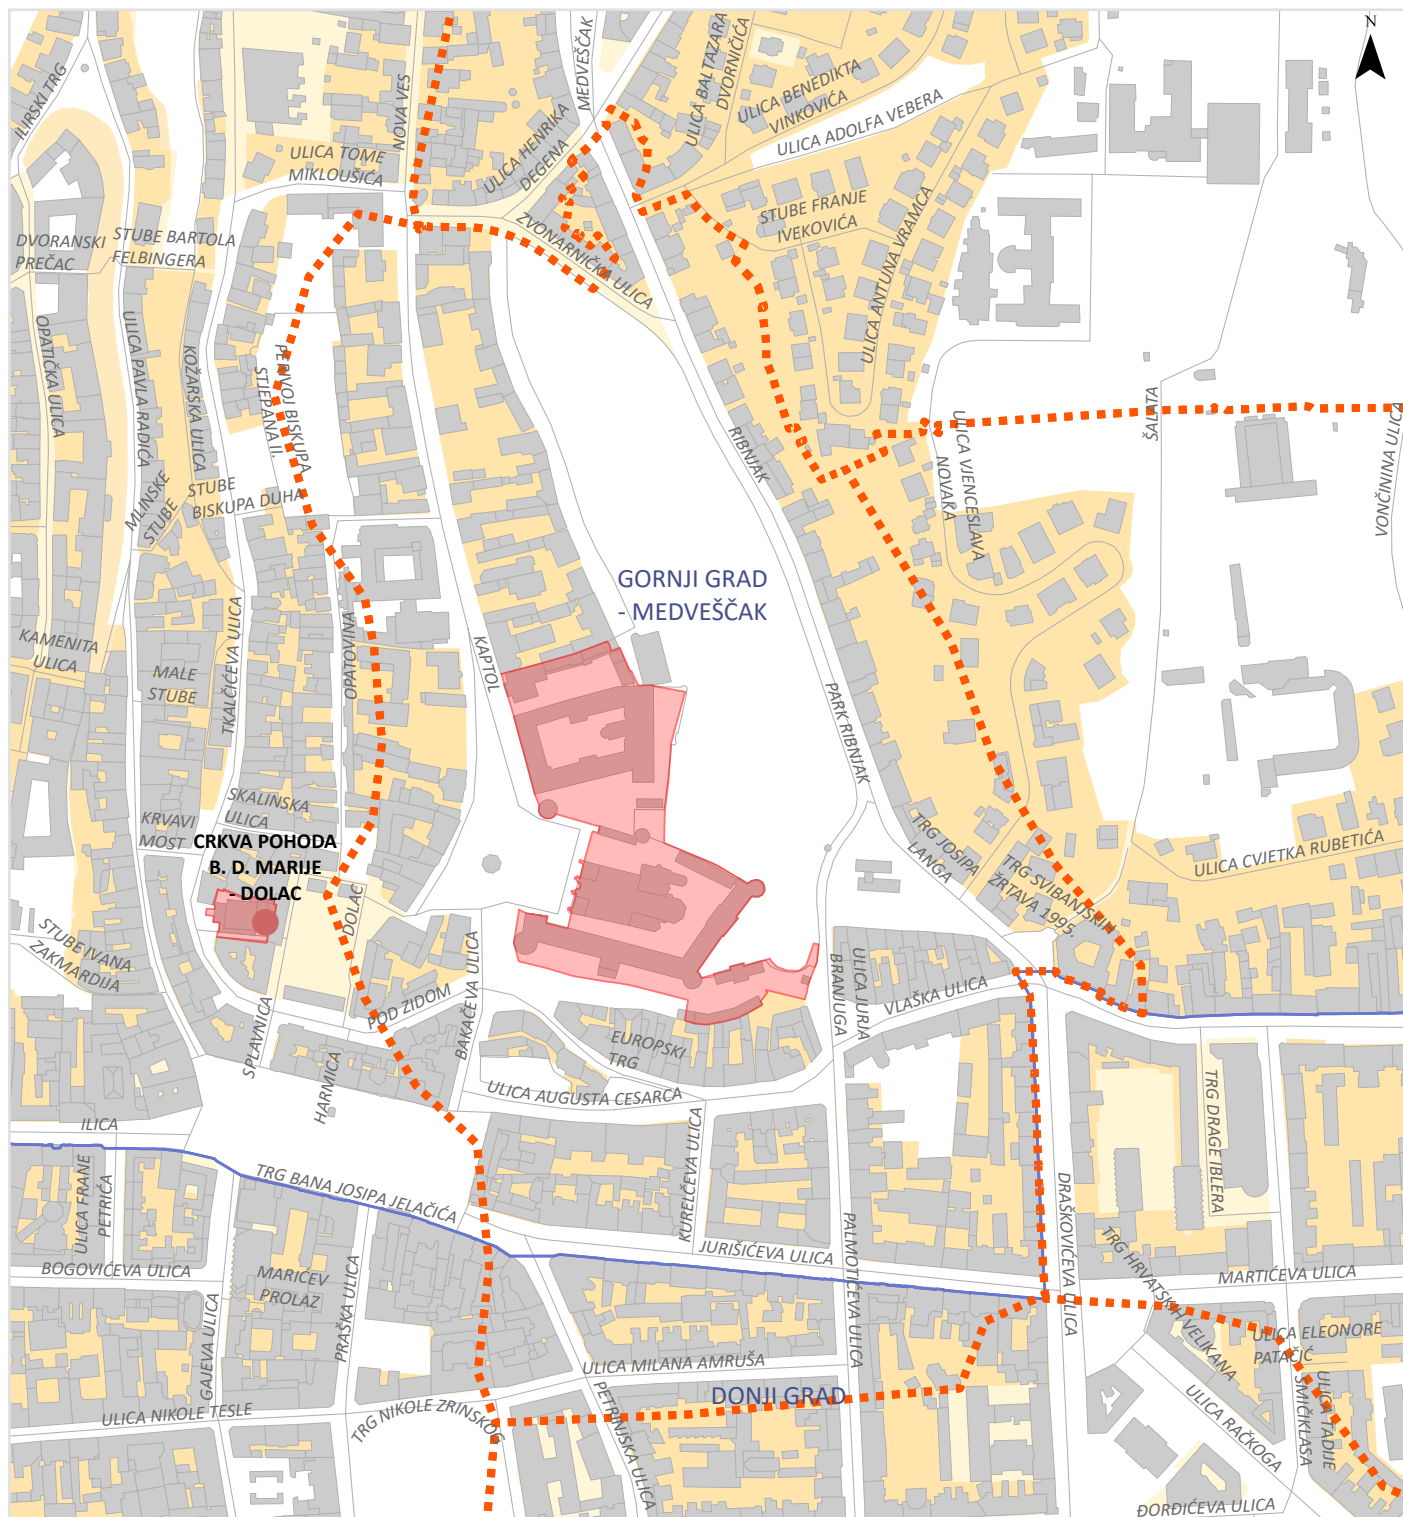 N
ILIRSKI TRG
NOVA VES
MEDVEŠČAK
ULICA BALTAZARA
DVORNIČIĆA
ULICA BENEDIKTA
VINKOVIĆA
ULICA ADOLFA VEBERA
ULICA TOME
MIKLOUŠIĆA
ULICA HENRIKA
DEGENA
ZVONARNIČKA ULICA
STUBE FRANJE
IVEKOVIĆA
ULICA ANTUNA VRAMCA
DVORANSKI
PREČAC
STUBE BARTOLA
FELBINGERA
OPATIČKA ULICA
ULICA PAVLA RADIĆA
KOŽARSKA ULICA
PERIVOJ BISKUPA
STJEPANA II.
RIBNJAK
ULICA VJENCESLAVA
NOVAKA
ŠALATA
VONČININA ULICA
MLINSKE
STUBE
STUBE
BISKUPA DUHA
GORNJI GRAD
- MEDVEŠČAK
KAMENITA
ULICA
MALE
STUBE
TKALČIĆEVA ULICA
OPATOVINA
KAPTOL
PARK RIBNJAK
SKALINSKA
ULICA
KRVAVI
MOST
CRKVA POHODA
B. D. MARIJE
- DOLAC
DOLAC
TRG JOSIPA
LANGA
TRG SVIBANJSKIH
ŽRTAVA 1995.
ULICA CVJETKA RUBETIĆA
STUBE IVANA
ZAKMARDIJA
SPLAVNICA
POD ZIDOM
BAKAČEVA ULICA
EUROPSKI
TRG
ULICA JURJA
BRANJUGA
VLAŠKA ULICA
HARMICA
ULICA AUGUSTA CESARCA
TRG DRAGE IBLERA
ILICA
ULICA FRANE
PETRIĆA
TRG BANA JOSIPA JELAČIĆA
KURELČEVA ULICA
JURIŠIĆEVA ULICA
PALMOTIĆEVA ULICA
DRAŠKOVIĆEVA ULICA
TRG HRVATSKIH VELIKANA
MARTIĆEVA ULICA
BOGOVIĆEVA ULICA
MARIĆEV
PROLAZ
GAJEVA ULICA
PRAŠKA ULICA
ULICA ELEONORE
PATAČIĆ
ULICA MILANA AMRUŠA
DONJI GRAD
ULICA NIKOLE TESLE
TRG NIKOLE ZRINSKOG
PETRINJSKA ULICA
ULICA RAČKOGA
ULICA TADIJE
SMIČIKLASA
ĐORĐIĆEVA ULICA